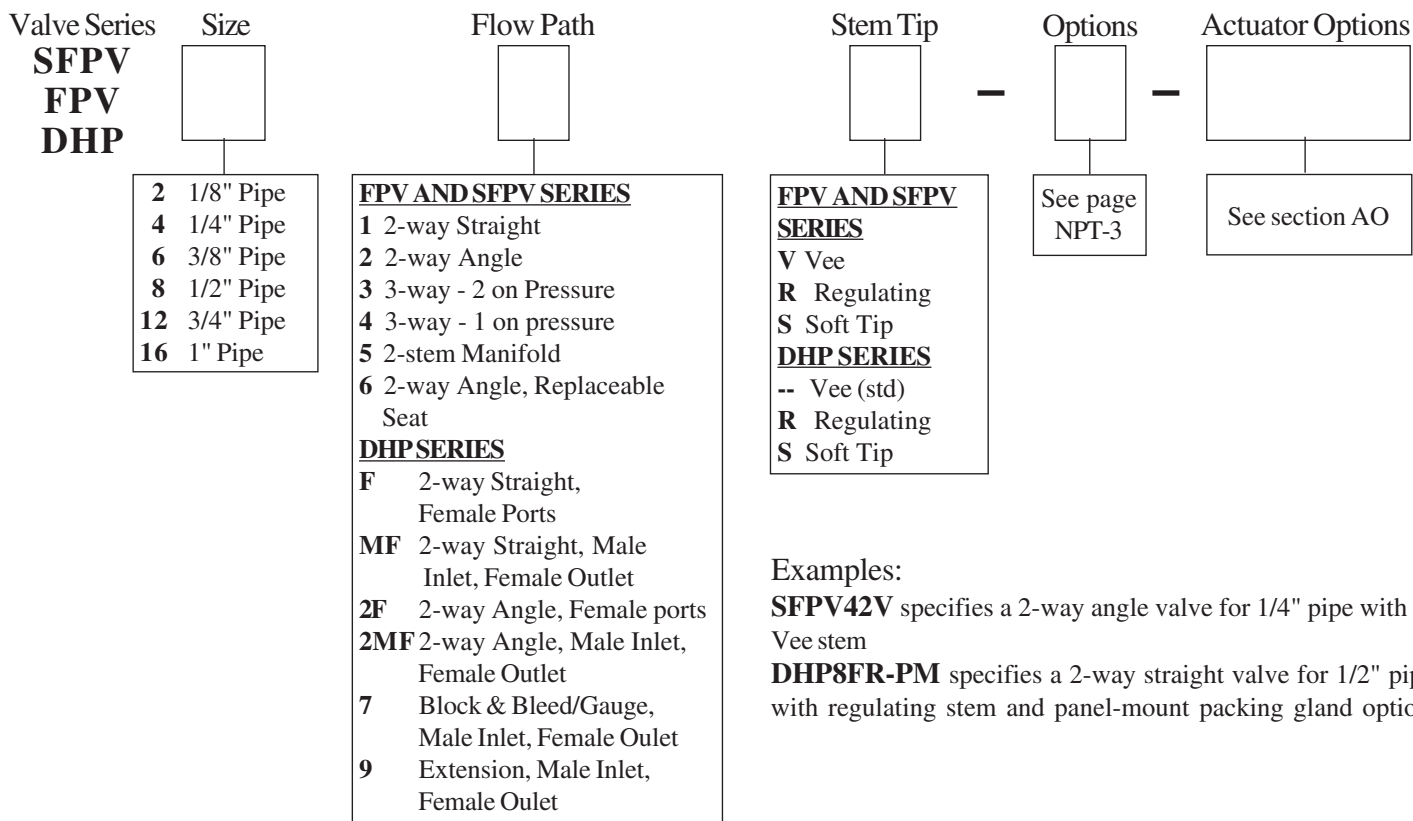 Valve Series Size Flow Path Stem Tip Options Actuator Options
SFPV
FPV
DHP
– –
2 1/8" Pipe
4 1/4" Pipe
6 3/8" Pipe
8 1/2" Pipe
12 3/4" Pipe
16 1" Pipe
FPV AND SFPV SERIES
1 2-way Straight
2 2-way Angle
3 3-way - 2 on Pressure
4 3-way - 1 on pressure
5 2-stem Manifold
6 2-way Angle, Replaceable
Seat
DHP SERIES
F 2-way Straight,
Female Ports
MF 2-way Straight, Male
Inlet, Female Outlet
2F 2-way Angle, Female ports
2MF 2-way Angle, Male Inlet,
Female Outlet
7 Block & Bleed/Gauge,
Male Inlet, Female Oulet
9 Extension, Male Inlet,
Female Oulet
FPV AND SFPV
SERIES
V Vee
R Regulating
S Soft Tip
DHP SERIES
-- Vee (std)
R Regulating
S Soft Tip
See page
NPT-3
See section AO
Examples:
SFPV42V specifies a 2-way angle valve for 1/4" pipe with
Vee stem
DHP8FR-PM specifies a 2-way straight valve for 1/2"
with regulating stem and panel-mount packing gland